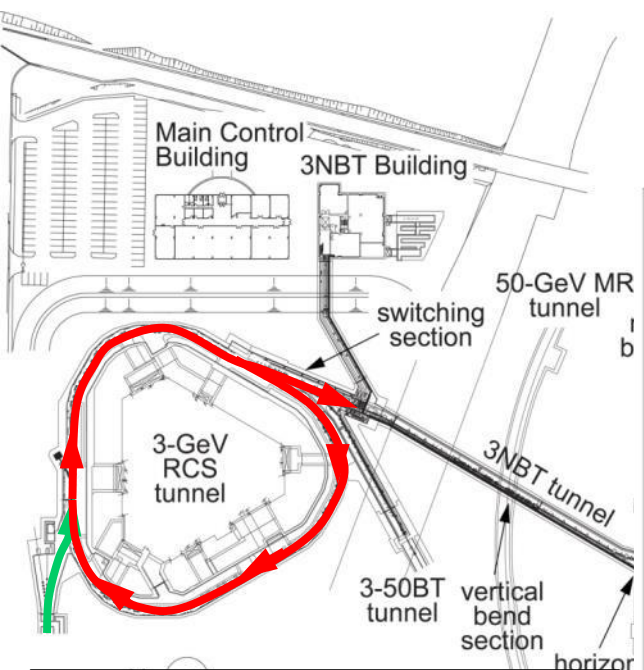 Main Control
Building
3NBT Building
50-GeV MR
tunnel
switching
section
3-GeV
RCS
tunnel
3NBT tunnel
3-50BT
tunnel
vertical
bend
section